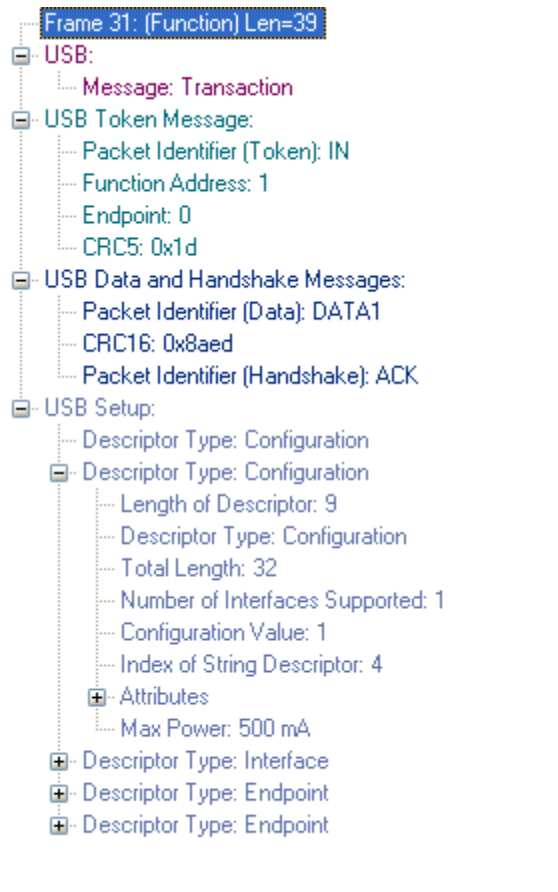 Frame 31: (Function) Len=39
USB:
Message: Transaction
USB Token Message:
Packet Identifier (Token): IN
Function Address: 1
Endpoint: 0
CRC5: 0x1d
USB Data and Handshake Messages:
Packet Identifier (Data): DATA1
CRC16: 0x8aed
Packet Identifier (Handshake): ACK
USB Setup:
Descriptor Type: Configuration
Descriptor Type: Configuration
Length of Descriptor: 9
Descriptor Type: Configuration
Total Length: 32
Number of Interfaces Supported: 1
Configuration Value: 1
Index of String Descriptor: 4
Attributes
Max Power: 500 mA
Descriptor Type: Interface
Descriptor Type: Endpoint
Descriptor Type: Endpoint